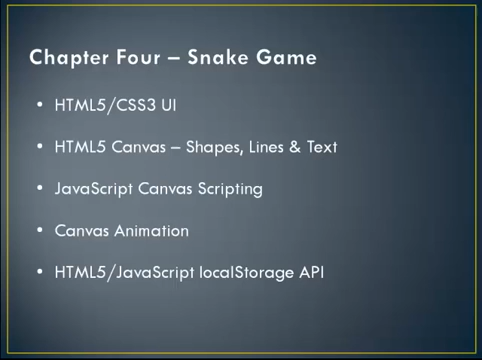 Chapter Four – Snake Game
• HTML5/CSS3 UI
• HTML5 Canvas – Shapes, Lines & Text
• JavaScript Canvas Scripting
• Canvas Animation
• HTML5/JavaScript localStorage API